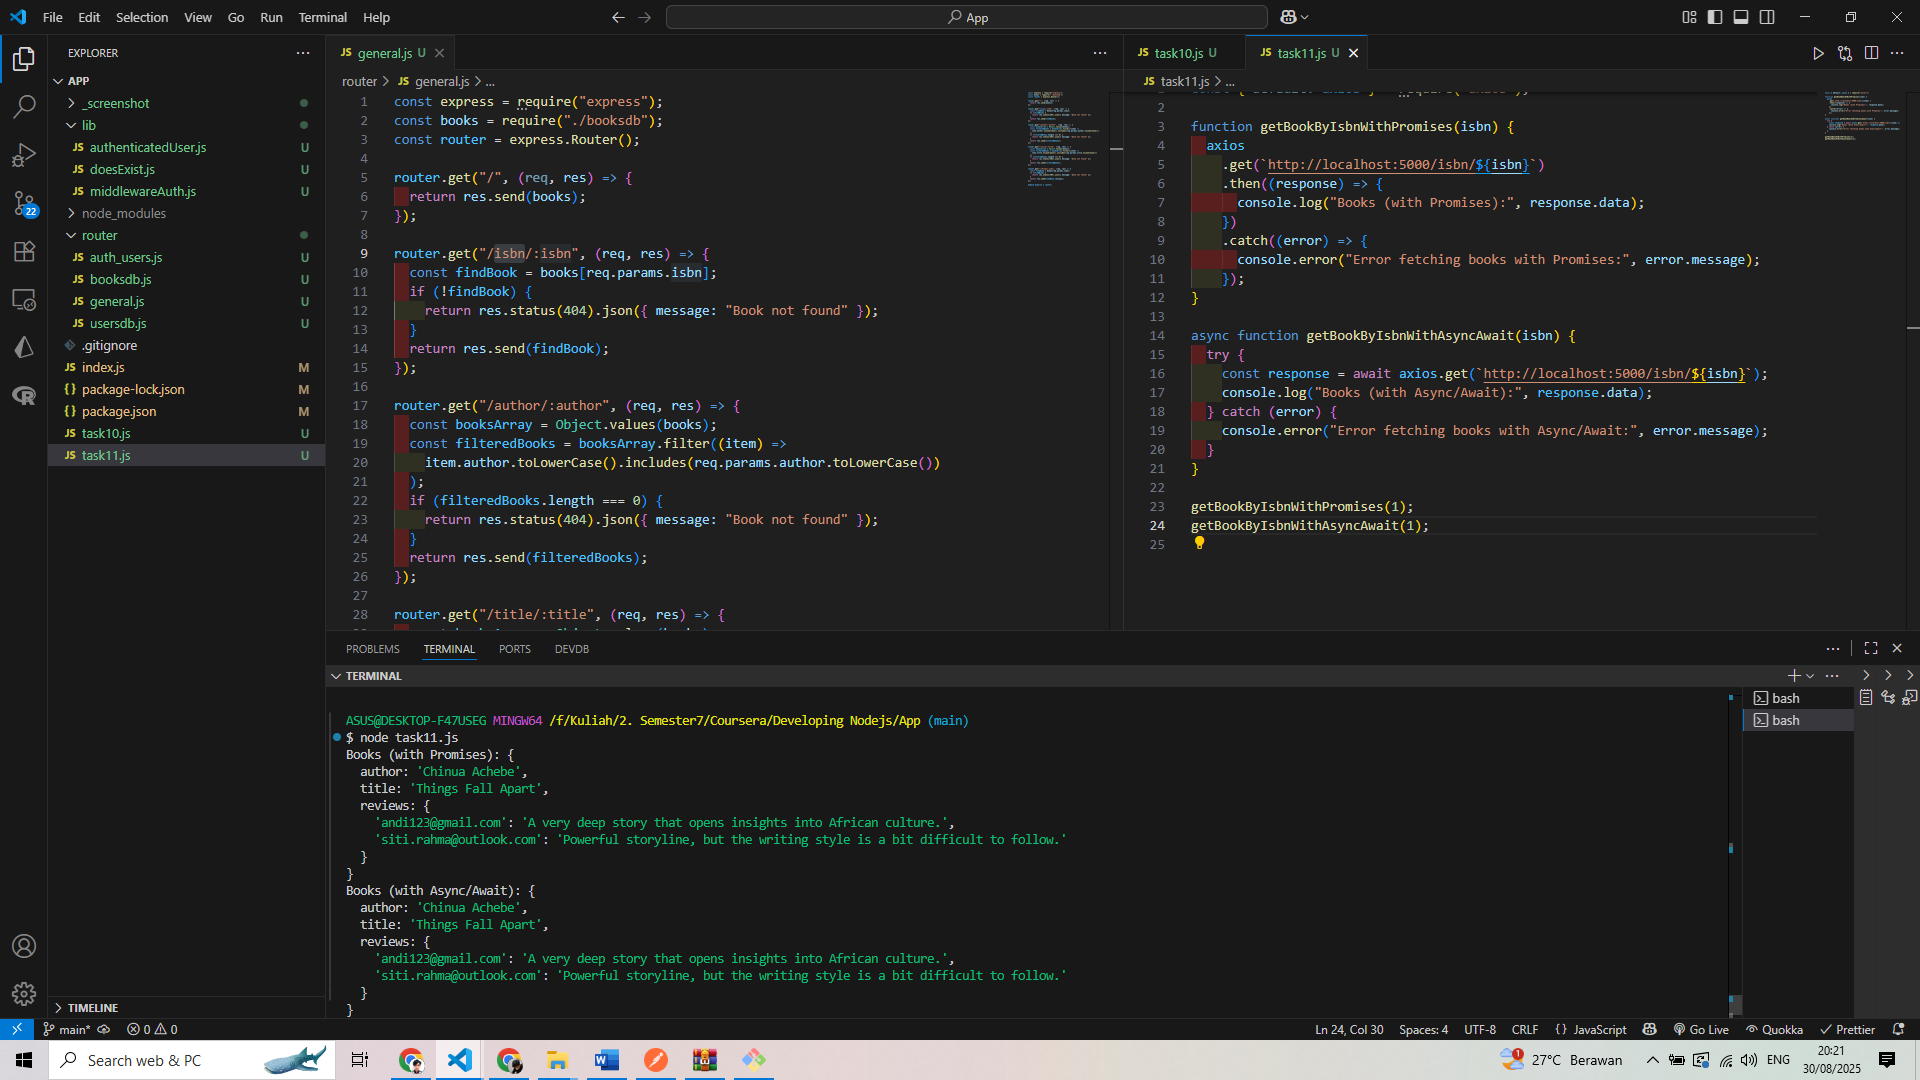 File Edit Selection View Go Run Terminal Help
App
EXPLORER
APP
_screenshot
lib
authenticatedUser.js U
doesExist.js U
middlewareAuth.js U
node_modules
router
auth_users.js U
booksdb.js U
general.js U
usersdb.js U
.gitignore
index.js M
package-lock.json M
package.json M
task10.js U
task11.js U
TIMELINE
22
general.js U
router > general.js > ...
1 const express = require("express");
2 const books = require("./booksdb");
3 const router = express.Router();
4
5 router.get("/", (req, res) => {
6 return res.send(books);
7 });
8
9 router.get("/isbn/:isbn", (req, res) => {
10 const findBook = books[req.params.isbn];
11 if (!findBook) {
12 return res.status(404).json({ message: "Book not found" });
13 }
14 return res.send(findBook);
15 });
16
17 router.get("/author/:author", (req, res) => {
18 const booksArray = Object.values(books);
19 const filteredBooks = booksArray.filter((item) =>
20 item.author.toLowerCase().includes(req.params.author.toLowerCase())
21 );
22 if (filteredBooks.length === 0) {
23 return res.status(404).json({ message: "Book not found" });
24 }
25 return res.send(filteredBooks);
26 });
27
28 router.get("/title/:title", (req, res) => {
task10.js U task11.js U
task11.js > ...
2
3 function getBookByIsbnWithPromises(isbn) {
4 axios
5 .get(`http://localhost:5000/isbn/${isbn}`)
6 .then((response) => {
7 console.log("Books (with Promises):", response.data);
8 })
9 .catch((error) => {
10 console.error("Error fetching books with Promises:", error.message);
11 });
12 }
13
14 async function getBookByIsbnWithAsyncAwait(isbn) {
15 try {
16 const response = await axios.get(`http://localhost:5000/isbn/${isbn}`);
17 console.log("Books (with Async/Await):", response.data);
18 } catch (error) {
19 console.error("Error fetching books with Async/Await:", error.message);
20 }
21 }
22
23 getBookByIsbnWithPromises(1);
24 getBookByIsbnWithAsyncAwait(1);
25
PROBLEMS TERMINAL PORTS DEVDB
TERMINAL
bash
bash
ASUS@DESKTOP-F47USEG MINGW64 /f/Kuliah/2. Semester7/Coursera/Developing Nodejs/App (main)
$ node task11.js
Books (with Promises): {
author: 'Chinua Achebe',
title: 'Things Fall Apart',
reviews: {
'andi123@gmail.com': 'A very deep story that opens insights into African culture.',
'siti.rahma@outlook.com': 'Powerful storyline, but the writing style is a bit difficult to follow.'
}
}
Books (with Async/Await): {
author: 'Chinua Achebe',
title: 'Things Fall Apart',
reviews: {
'andi123@gmail.com': 'A very deep story that opens insights into African culture.',
'siti.rahma@outlook.com': 'Powerful storyline, but the writing style is a bit difficult to follow.'
}
}
main* 0 0 Ln 24, Col 30 Spaces: 4 UTF-8 CRLF {} JavaScript Go Live Quokka Prettier
Search web & PC 1 27°C Berawan ENG 20:21
30/08/2025